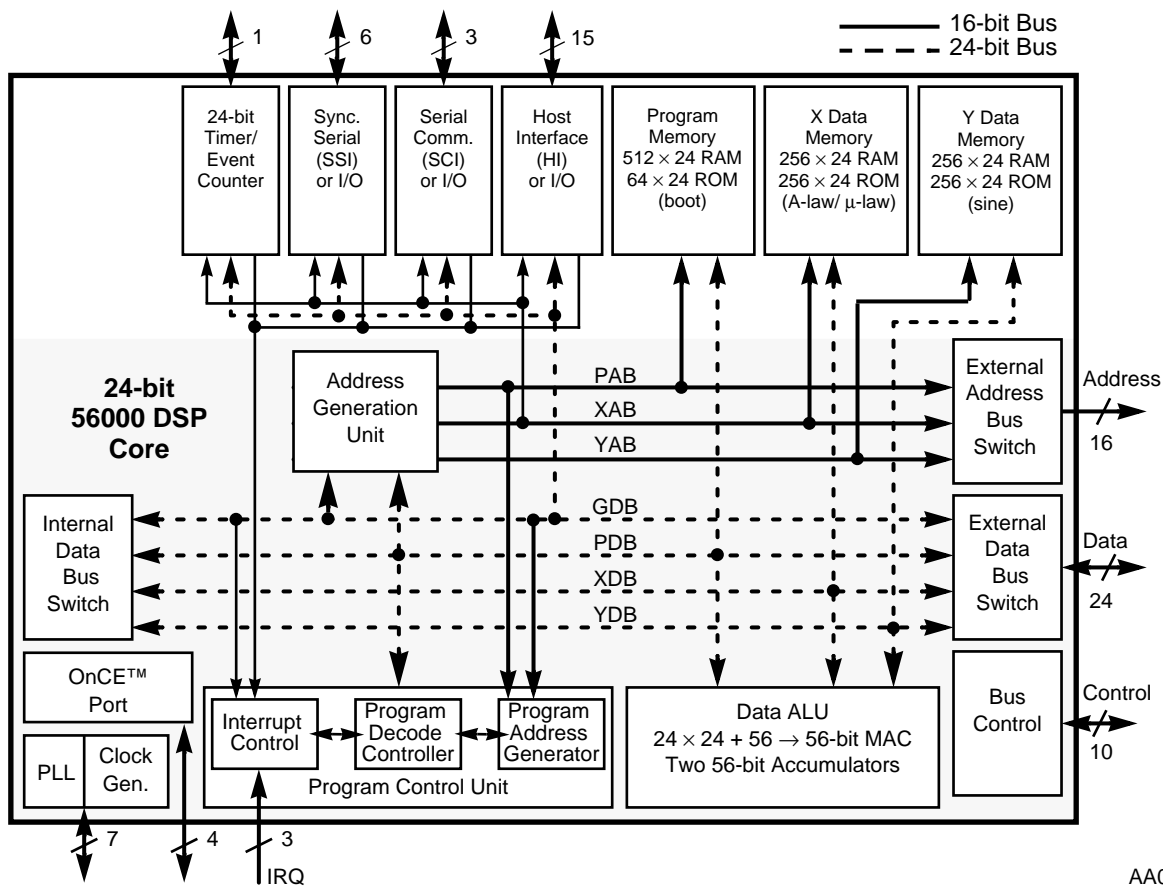 1
6
3
15
16-bit Bus
24-bit Bus
24-bit
Timer/
Event
Counter
Sync.
Serial
(SSI)
or I/O
Serial
Comm.
(SCI)
or I/O
Host
Interface
(HI)
or I/O
Program
Memory
512 × 24 RAM
64 × 24 ROM
(boot)
X Data
Memory
256 × 24 RAM
256 × 24 ROM
(A-law/ μ-law)
Y Data
Memory
256 × 24 RAM
256 × 24 ROM
(sine)
24-bit
56000 DSP
Core
Address
Generation
Unit
PAB
XAB
YAB
External
Address
Bus
Switch
Address
16
Internal
Data
Bus
Switch
GDB
PDB
XDB
YDB
External
Data
Bus
Switch
Data
24
OnCE™
Port
PLL
Clock
Gen.
Interrupt
Control
Program
Decode
Controller
Program
Address
Generator
Program Control Unit
Data ALU
24 × 24 + 56 → 56-bit MAC
Two 56-bit Accumulators
Bus
Control
Control
10
7
4
3
IRQ